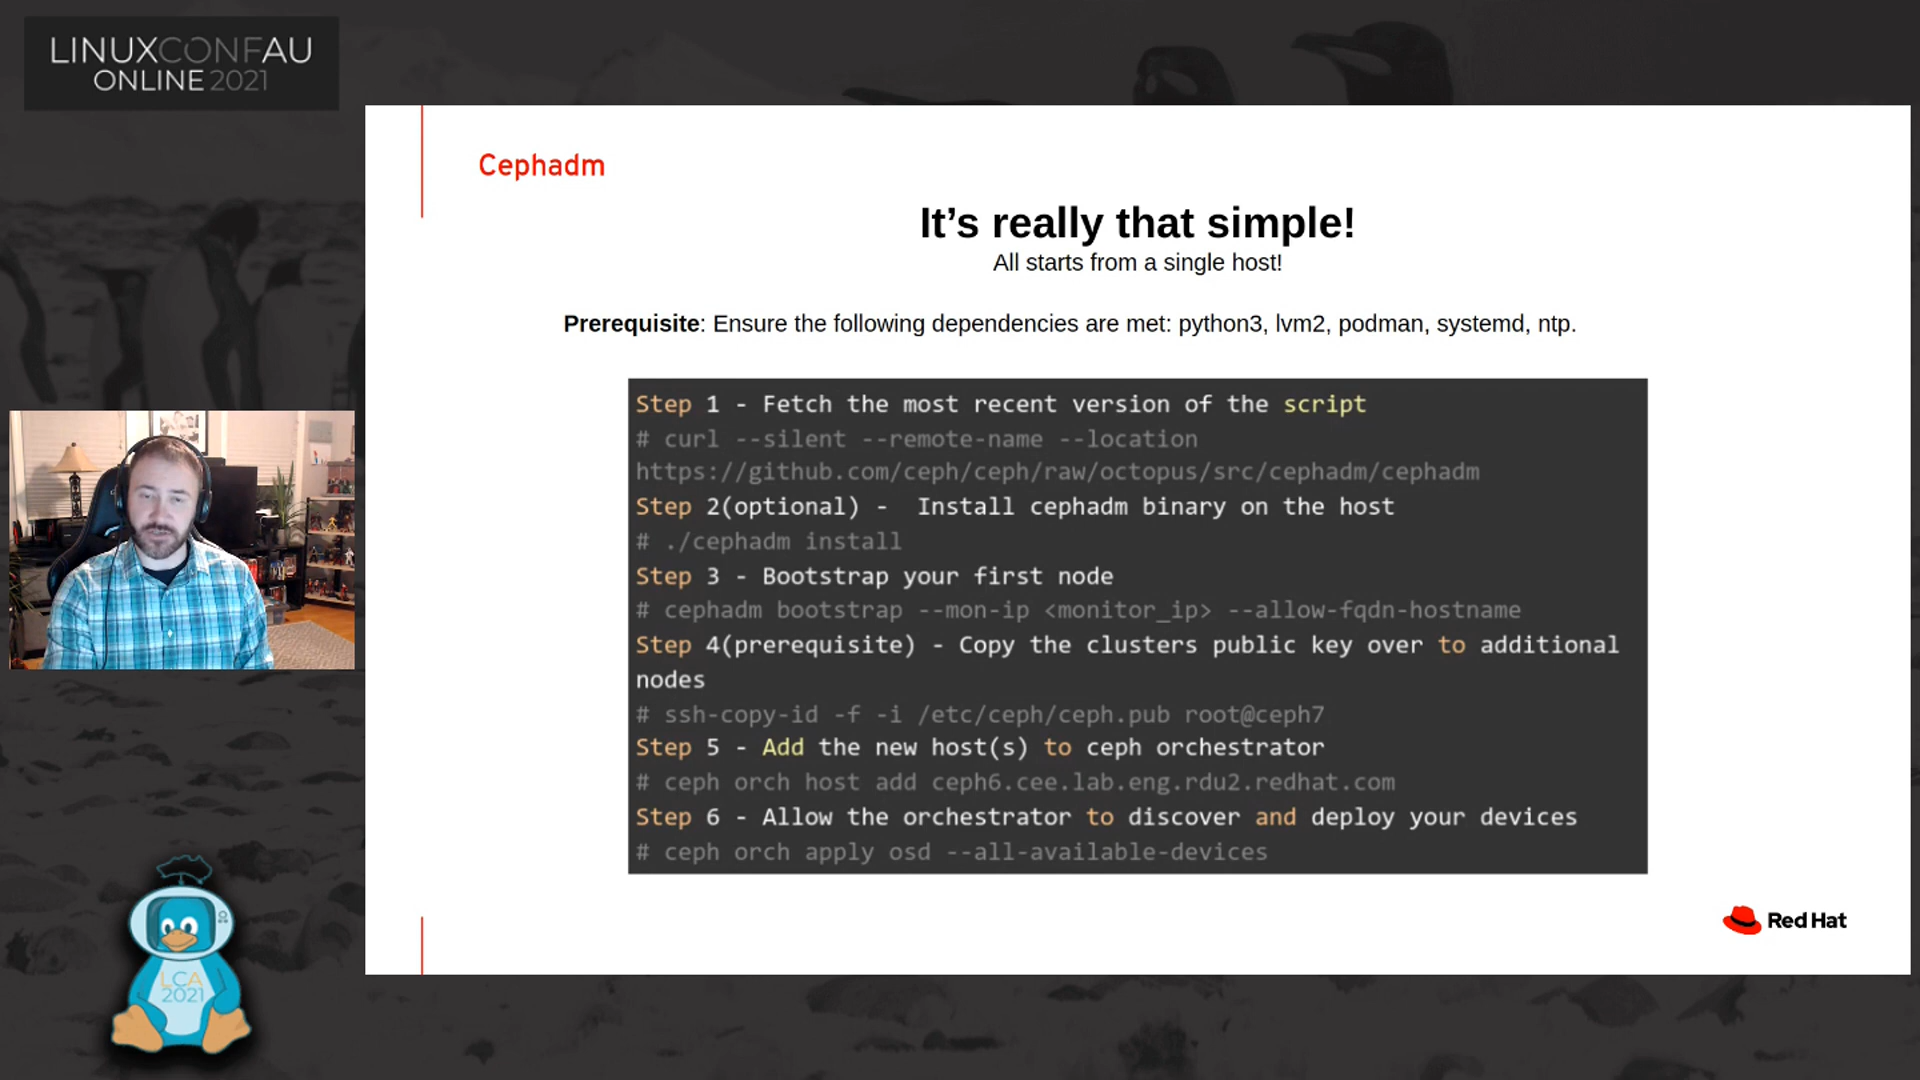 LINUXCONFAU
ONLINE 2021
Cephadm
It’s really that simple!
All starts from a single host!
Prerequisite: Ensure the following dependencies are met: python3, lvm2, podman, systemd, ntp.
Step 1 - Fetch the most recent version of the script
# curl --silent --remote-name --location
https://github.com/ceph/ceph/raw/octopus/src/cephadm/cephadm
Step 2(optional) -  Install cephadm binary on the host
# ./cephadm install
Step 3 - Bootstrap your first node
# cephadm bootstrap --mon-ip <monitor_ip> --allow-fqdn-hostname
Step 4(prerequisite) - Copy the clusters public key over to additional
nodes
# ssh-copy-id -f -i /etc/ceph/ceph.pub root@ceph7
Step 5 - Add the new host(s) to ceph orchestrator
# ceph orch host add ceph6.cee.lab.eng.rdu2.redhat.com
Step 6 - Allow the orchestrator to discover and deploy your devices
# ceph orch apply osd --all-available-devices
Red Hat
LCA
2021